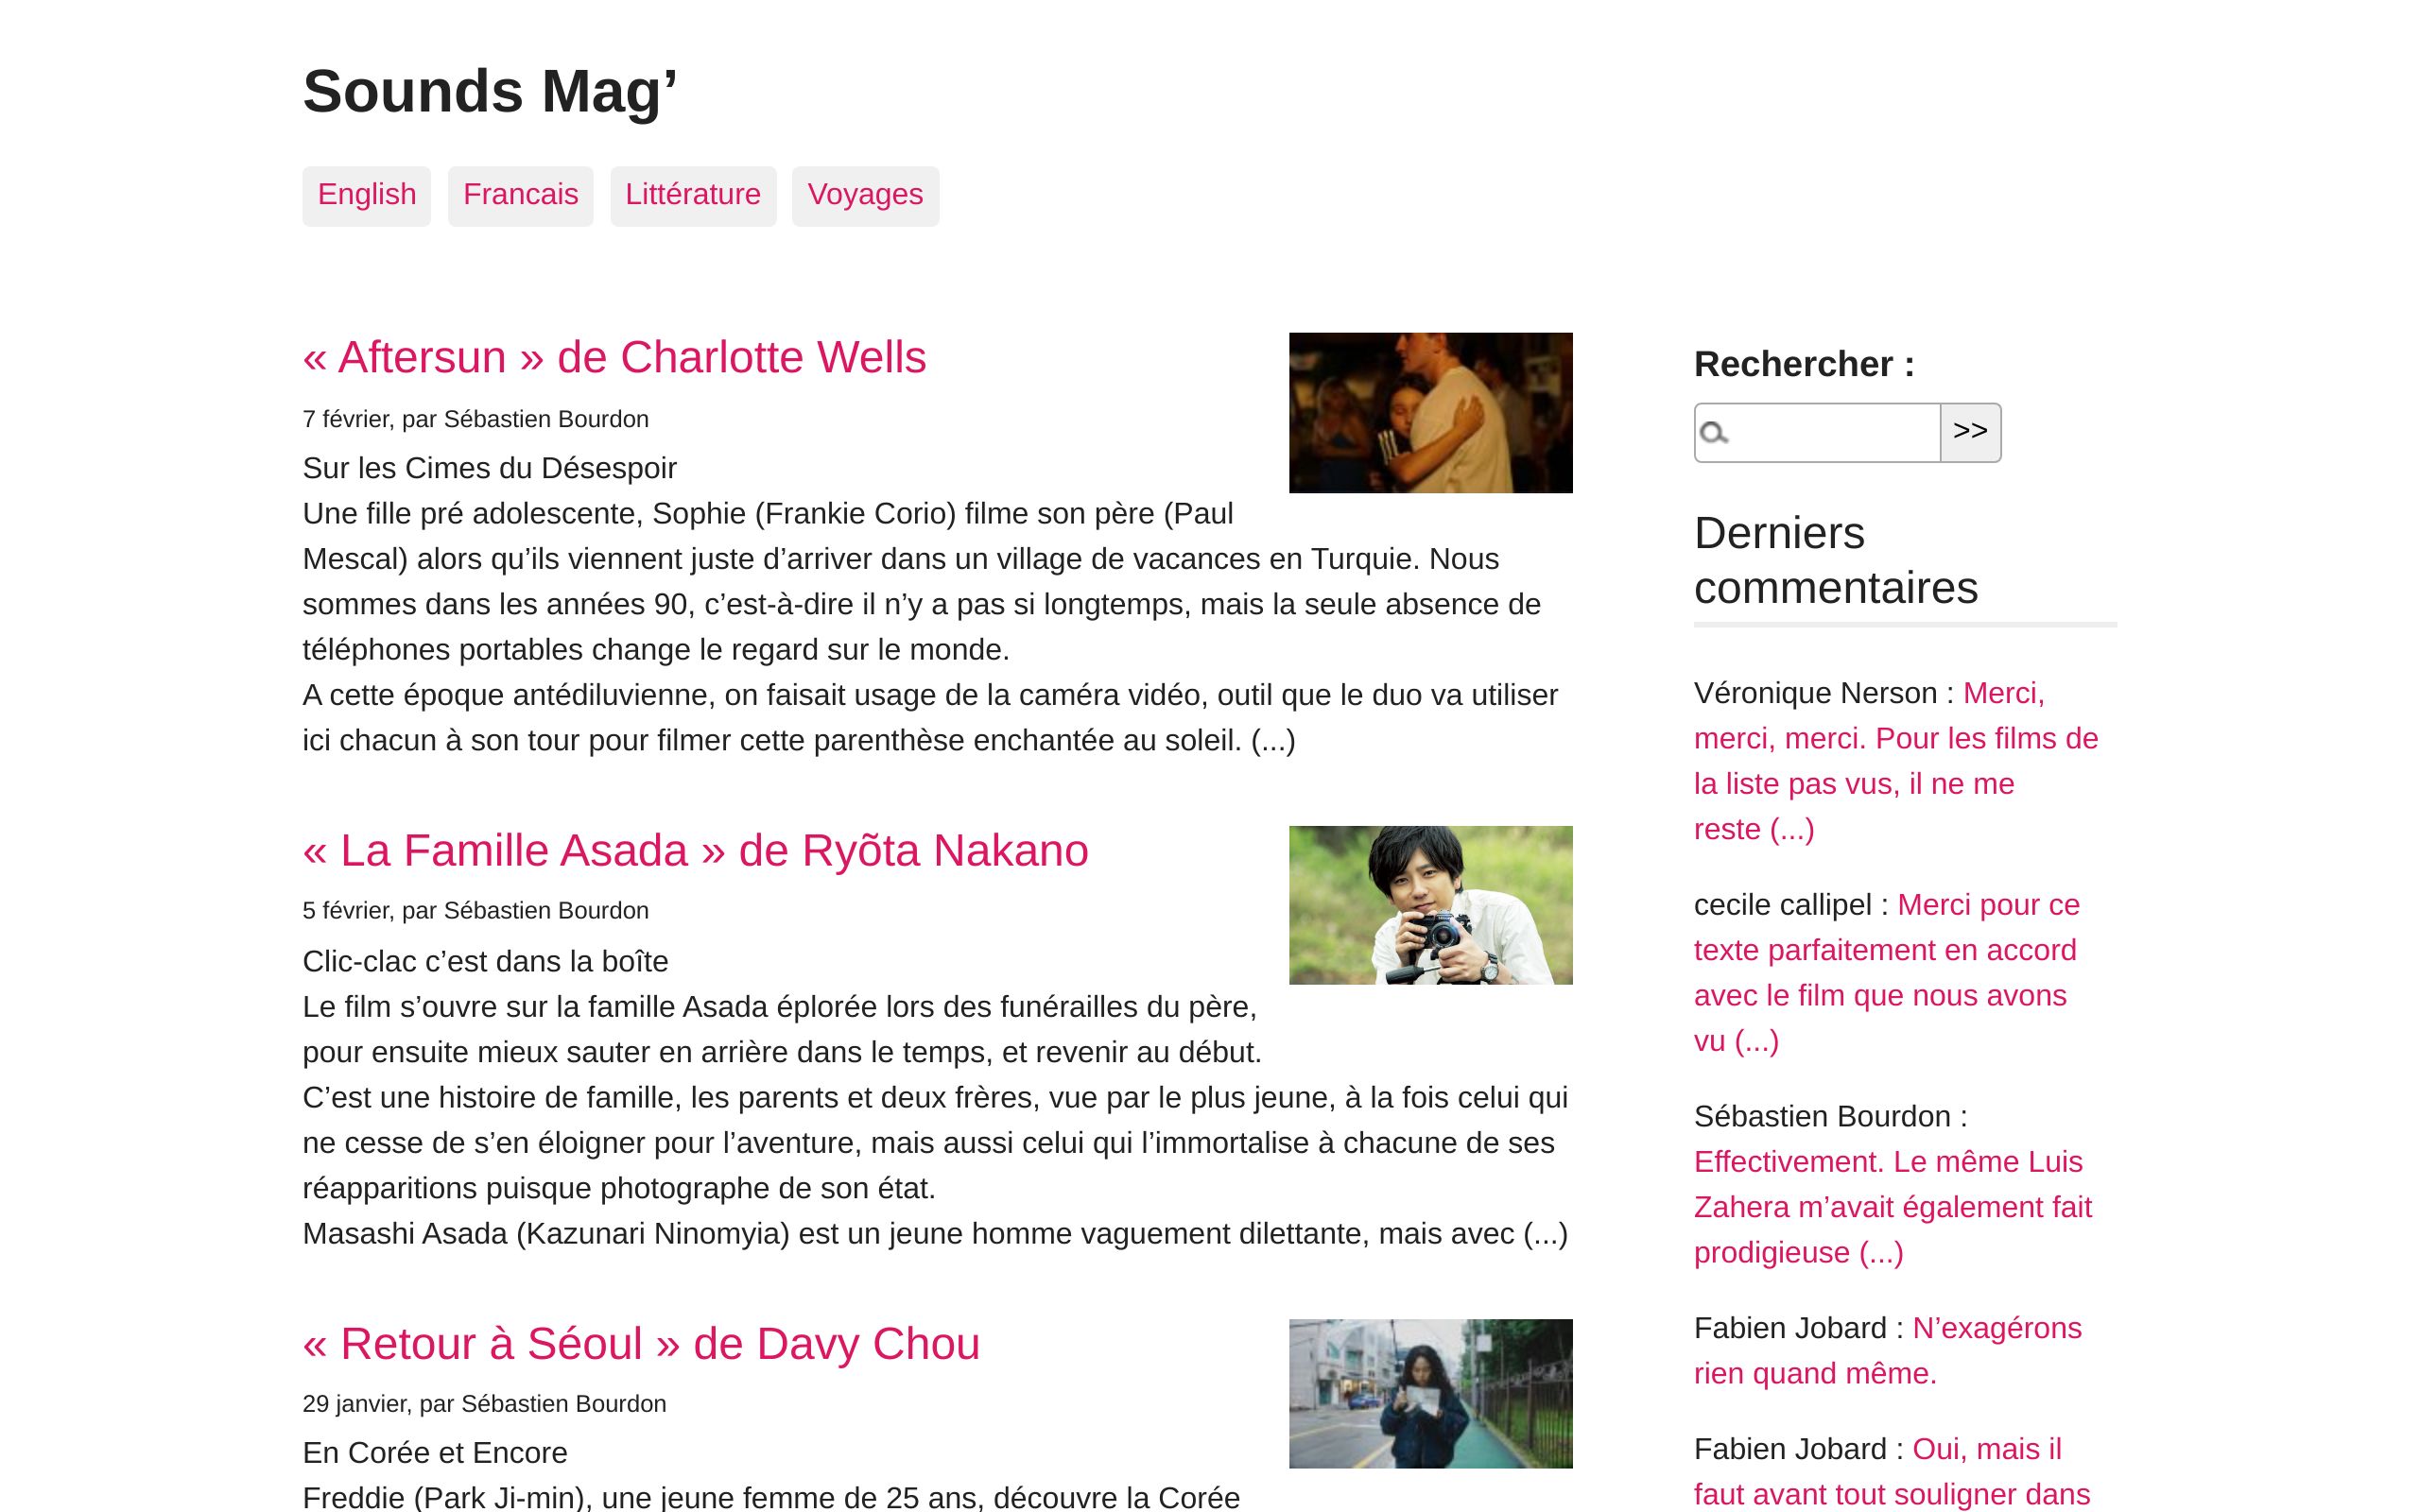 Sounds Mag’
English
Francais
Littérature
Voyages
« Aftersun » de Charlotte Wells
7 février, par Sébastien Bourdon
Sur les Cimes du Désespoir
Une fille pré adolescente, Sophie (Frankie Corio) filme son père (Paul
Mescal) alors qu’ils viennent juste d’arriver dans un village de vacances en Turquie. Nous
sommes dans les années 90, c’est-à-dire il n’y a pas si longtemps, mais la seule absence de
téléphones portables change le regard sur le monde.
A cette époque antédiluvienne, on faisait usage de la caméra vidéo, outil que le duo va utiliser
ici chacun à son tour pour filmer cette parenthèse enchantée au soleil. (...)
« La Famille Asada » de Ryõta Nakano
5 février, par Sébastien Bourdon
Clic-clac c’est dans la boîte
Le film s’ouvre sur la famille Asada éplorée lors des funérailles du père,
pour ensuite mieux sauter en arrière dans le temps, et revenir au début.
C’est une histoire de famille, les parents et deux frères, vue par le plus jeune, à la fois celui qui
ne cesse de s’en éloigner pour l’aventure, mais aussi celui qui l’immortalise à chacune de ses
réapparitions puisque photographe de son état.
Masashi Asada (Kazunari Ninomyia) est un jeune homme vaguement dilettante, mais avec (...)
« Retour à Séoul » de Davy Chou
29 janvier, par Sébastien Bourdon
En Corée et Encore
Freddie (Park Ji-min), une jeune femme de 25 ans, découvre la Corée
Rechercher :
>>
Derniers
commentaires
Véronique Nerson : Merci,
merci, merci. Pour les films de
la liste pas vus, il ne me
reste (...)
cecile callipel : Merci pour ce
texte parfaitement en accord
avec le film que nous avons
vu (...)
Sébastien Bourdon :
Effectivement. Le même Luis
Zahera m’avait également fait
prodigieuse (...)
Fabien Jobard : N’exagérons
rien quand même.
Fabien Jobard : Oui, mais il
faut avant tout souligner dans